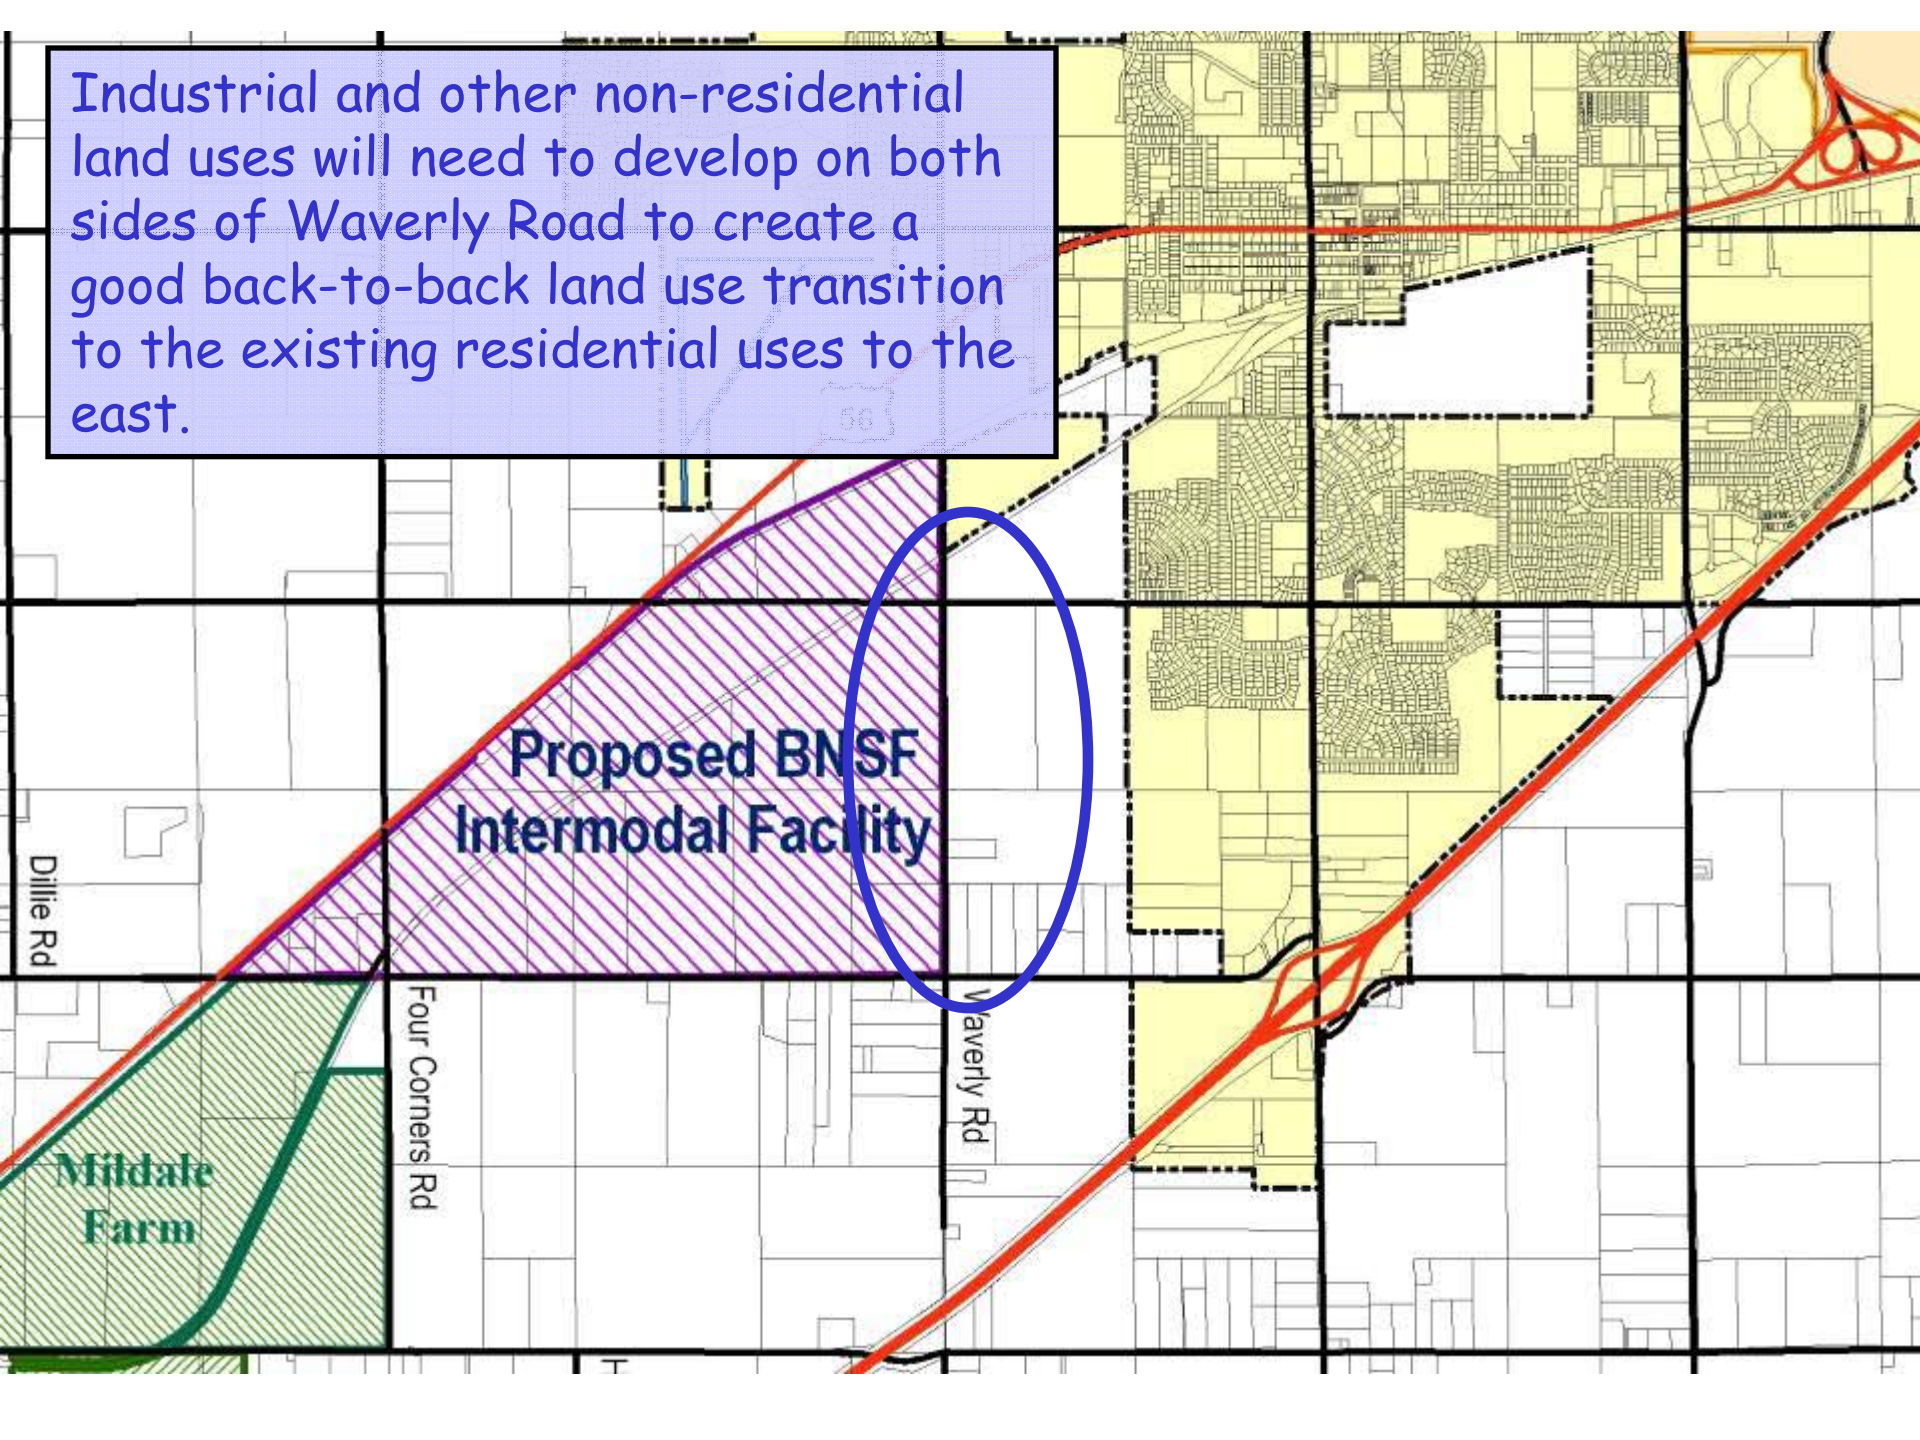 Industrial and other non-residential
land uses will need to develop on both
sides of Waverly Road to create a
good back-to-back land use transition
to the existing residential uses to the
east.
56
Proposed BNSF
Intermodal Facility
Dillie Rd
Four Corners Rd
Waverly Rd
Mildale
Farm
H